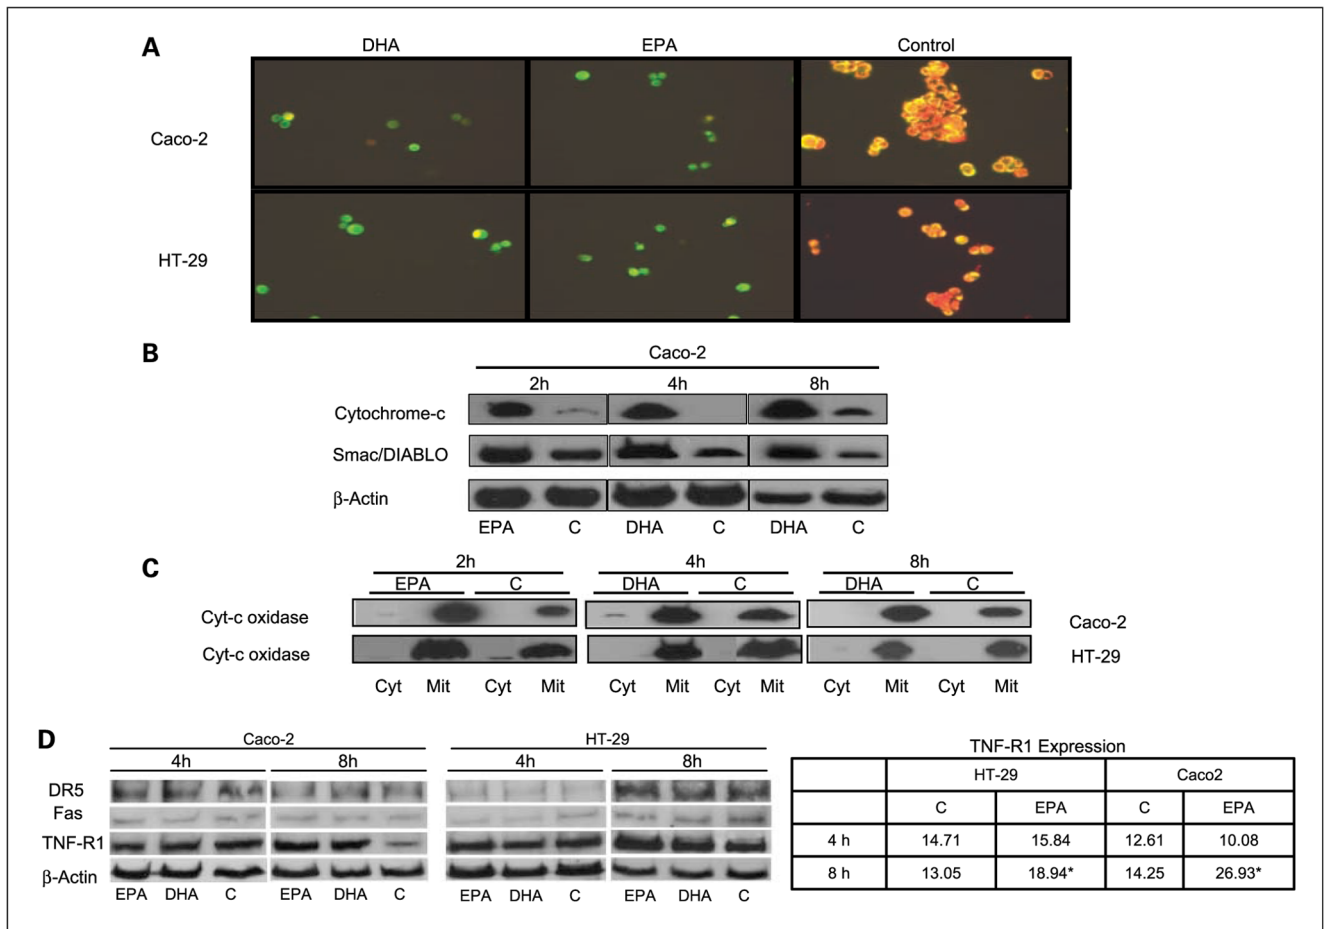 A
DHA EPA Control
Caco-2
HT-29
B
Caco-2
2h 4h 8h
Cytochrome-c
Smac/DIABLO
β-Actin
EPA C DHA C DHA C
C
2h 4h 8h
EPA C DHA C DHA C
Cyt-c oxidase Caco-2
Cyt-c oxidase HT-29
Cyt Mit Cyt Mit Cyt Mit Cyt Mit Cyt Mit Cyt Mit
D
Caco-2 HT-29
4h 8h 4h 8h
DR5
Fas
TNF-R1
β-Actin
EPA DHA C EPA DHA C EPA DHA C EPA DHA C
TNF-R1 Expression
HT-29 Caco2
C EPA C EPA
4 h 14.71 15.84 12.61 10.08
8 h 13.05 18.94* 14.25 26.93*